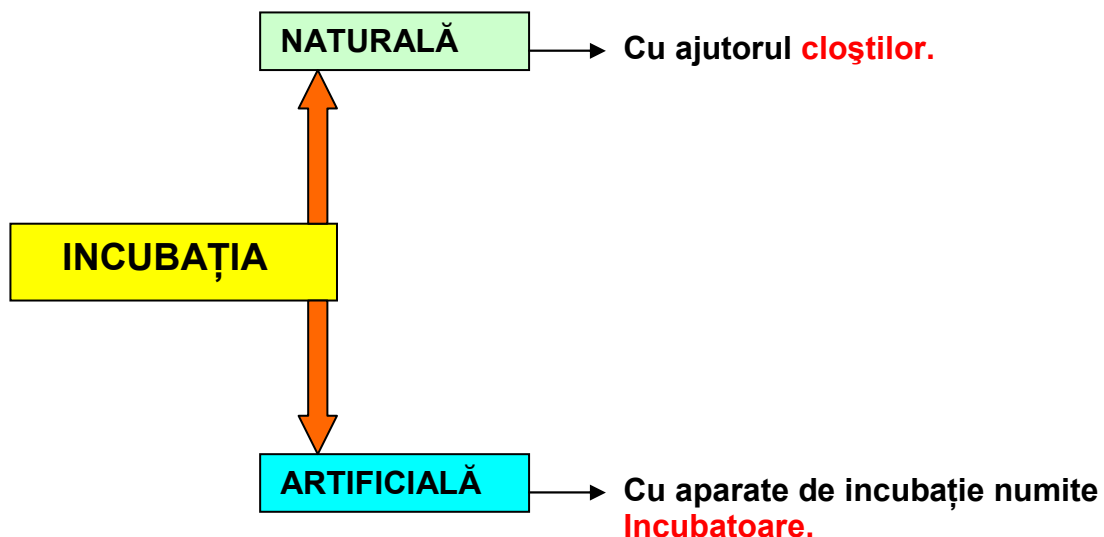 NATURALĂ
Cu ajutorul cloştilor.
INCUBAȚIA
ARTIFICIALĂ
Cu aparate de incubație numite
Incubatoare.